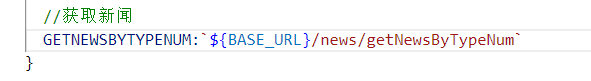 //获取新闻
GETNEWSBYTYPENUM:`${BASE_URL}/news/getNewsByTypeNum`
}